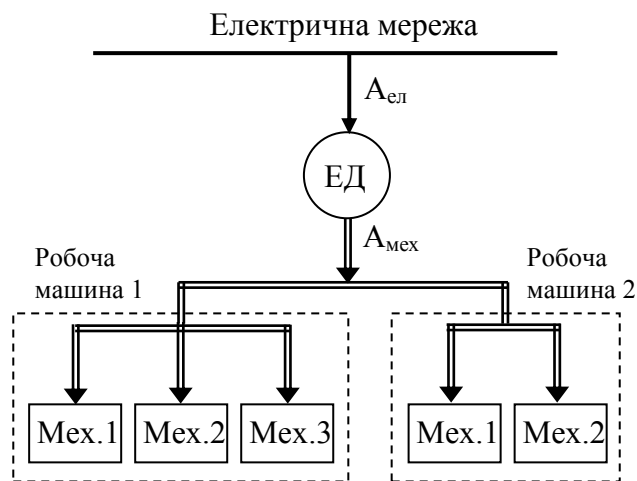 Електрична мережа
Аел
ЕД
Амех
Робоча
машина 1
Робоча
машина 2
Мех.1 Мех.2 Мех.3 Мех.1 Мех.2